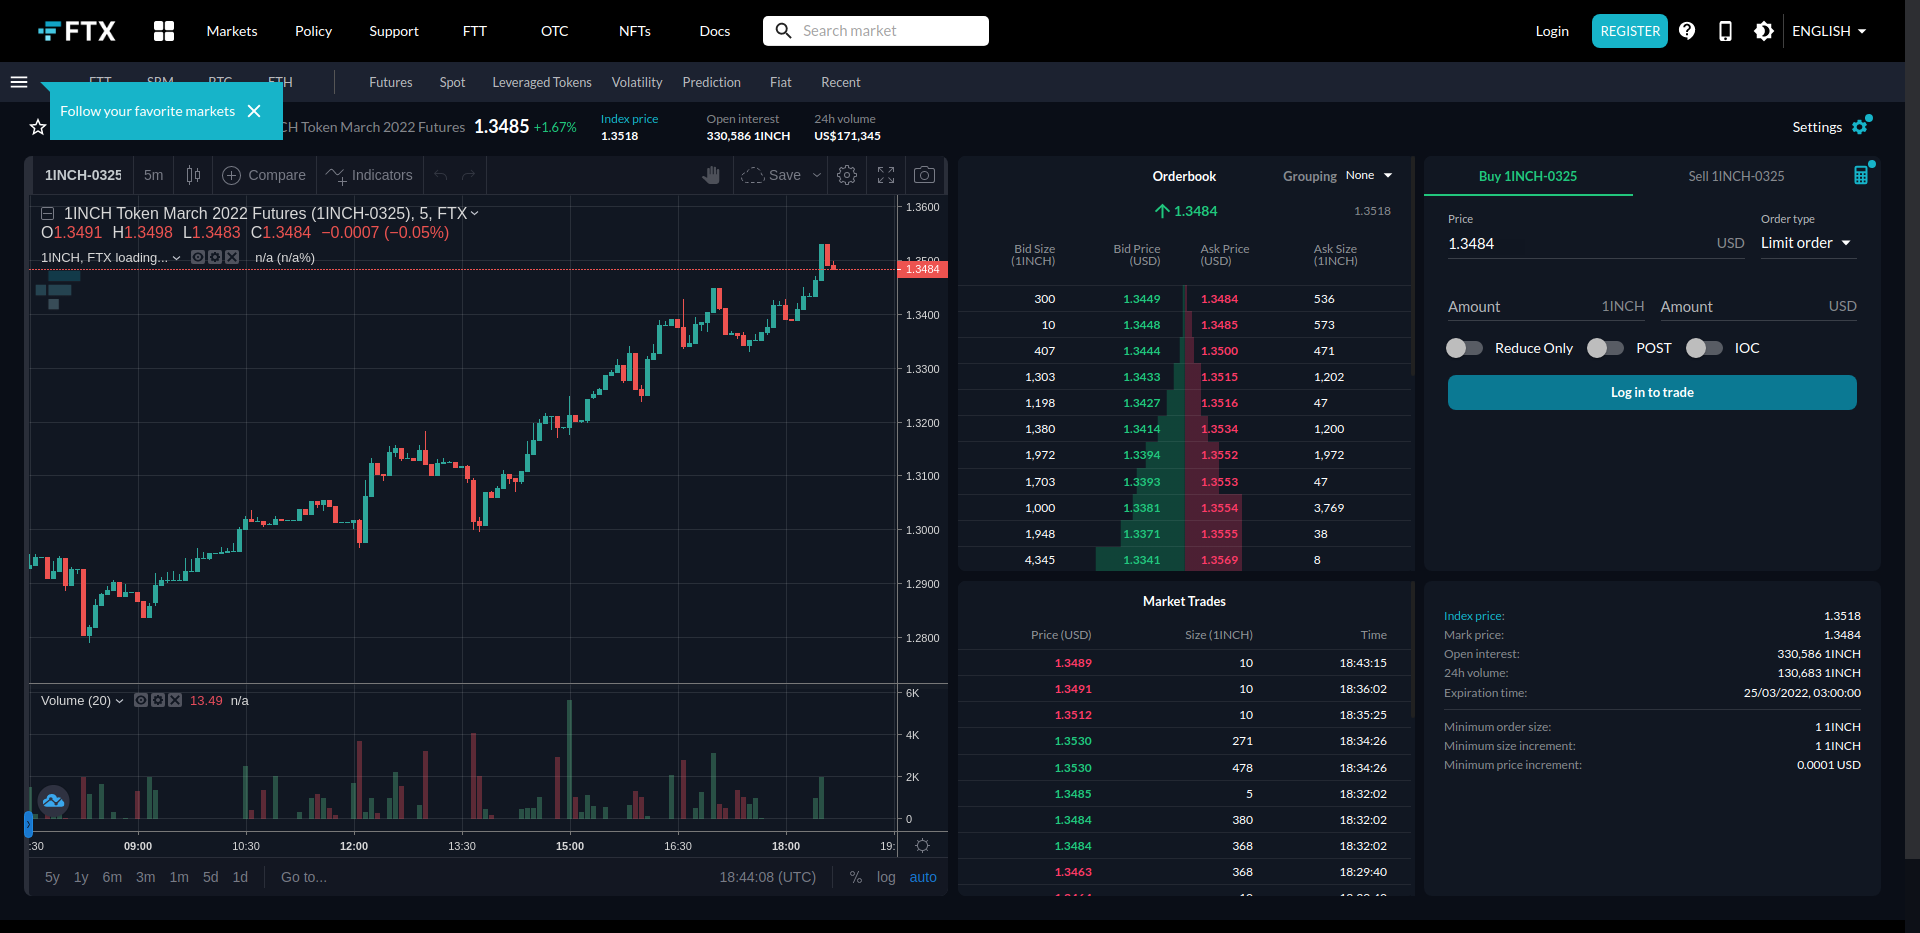 FTX
Markets
Policy
Support
FTT
OTC
NFTs
Docs
Search market
Login
REGISTER
ENGLISH
FTT
SRM
BTC
ETH
Futures
Spot
Leveraged Tokens
Volatility
Prediction
Fiat
Recent
Follow your favorite markets
CH Token March 2022 Futures
1.3485 +1.67%
Index price
1.3518
Open interest
330,586 1INCH
24h volume
US$171,345
Settings
1INCH-0325
5m
Compare
Indicators
Save
1INCH Token March 2022 Futures (1INCH-0325), 5, FTX
O1.3491 H1.3498 L1.3483 C1.3484 −0.0007 (−0.05%)
1INCH, FTX loading... n/a (n/a%)
1.3600
1.3500
1.3484
1.3400
1.3300
1.3200
1.3100
1.3000
1.2900
1.2800
Volume (20) 13.49 n/a
6K
4K
2K
0
:30 09:00 10:30 12:00 13:30 15:00 16:30 18:00 19:
5y 1y 6m 3m 1m 5d 1d Go to...
18:44:08 (UTC) % log auto
Orderbook
Grouping None
1.3484 1.3518
Bid Size Bid Price Ask Price Ask Size
(1INCH) (USD) (USD) (1INCH)
300 1.3449 1.3484 536
10 1.3448 1.3485 573
407 1.3444 1.3500 471
1,303 1.3433 1.3515 1,202
1,198 1.3427 1.3516 47
1,380 1.3414 1.3534 1,200
1,972 1.3394 1.3552 1,972
1,703 1.3393 1.3553 47
1,000 1.3381 1.3554 3,769
1,948 1.3371 1.3555 38
4,345 1.3341 1.3569 8
Market Trades
Price (USD) Size (1INCH) Time
1.3489 10 18:43:15
1.3491 10 18:36:02
1.3512 10 18:35:25
1.3530 271 18:34:26
1.3530 478 18:34:26
1.3485 5 18:32:02
1.3484 380 18:32:02
1.3484 368 18:32:02
1.3463 368 18:29:40
Buy 1INCH-0325
Sell 1INCH-0325
Price
1.3484 USD
Order type
Limit order
Amount 1INCH
Amount USD
Reduce Only
POST
IOC
Log in to trade
Index price: 1.3518
Mark price: 1.3484
Open interest: 330,586 1INCH
24h volume: 130,683 1INCH
Expiration time: 25/03/2022, 03:00:00
Minimum order size: 1 1INCH
Minimum size increment: 1 1INCH
Minimum price increment: 0.0001 USD